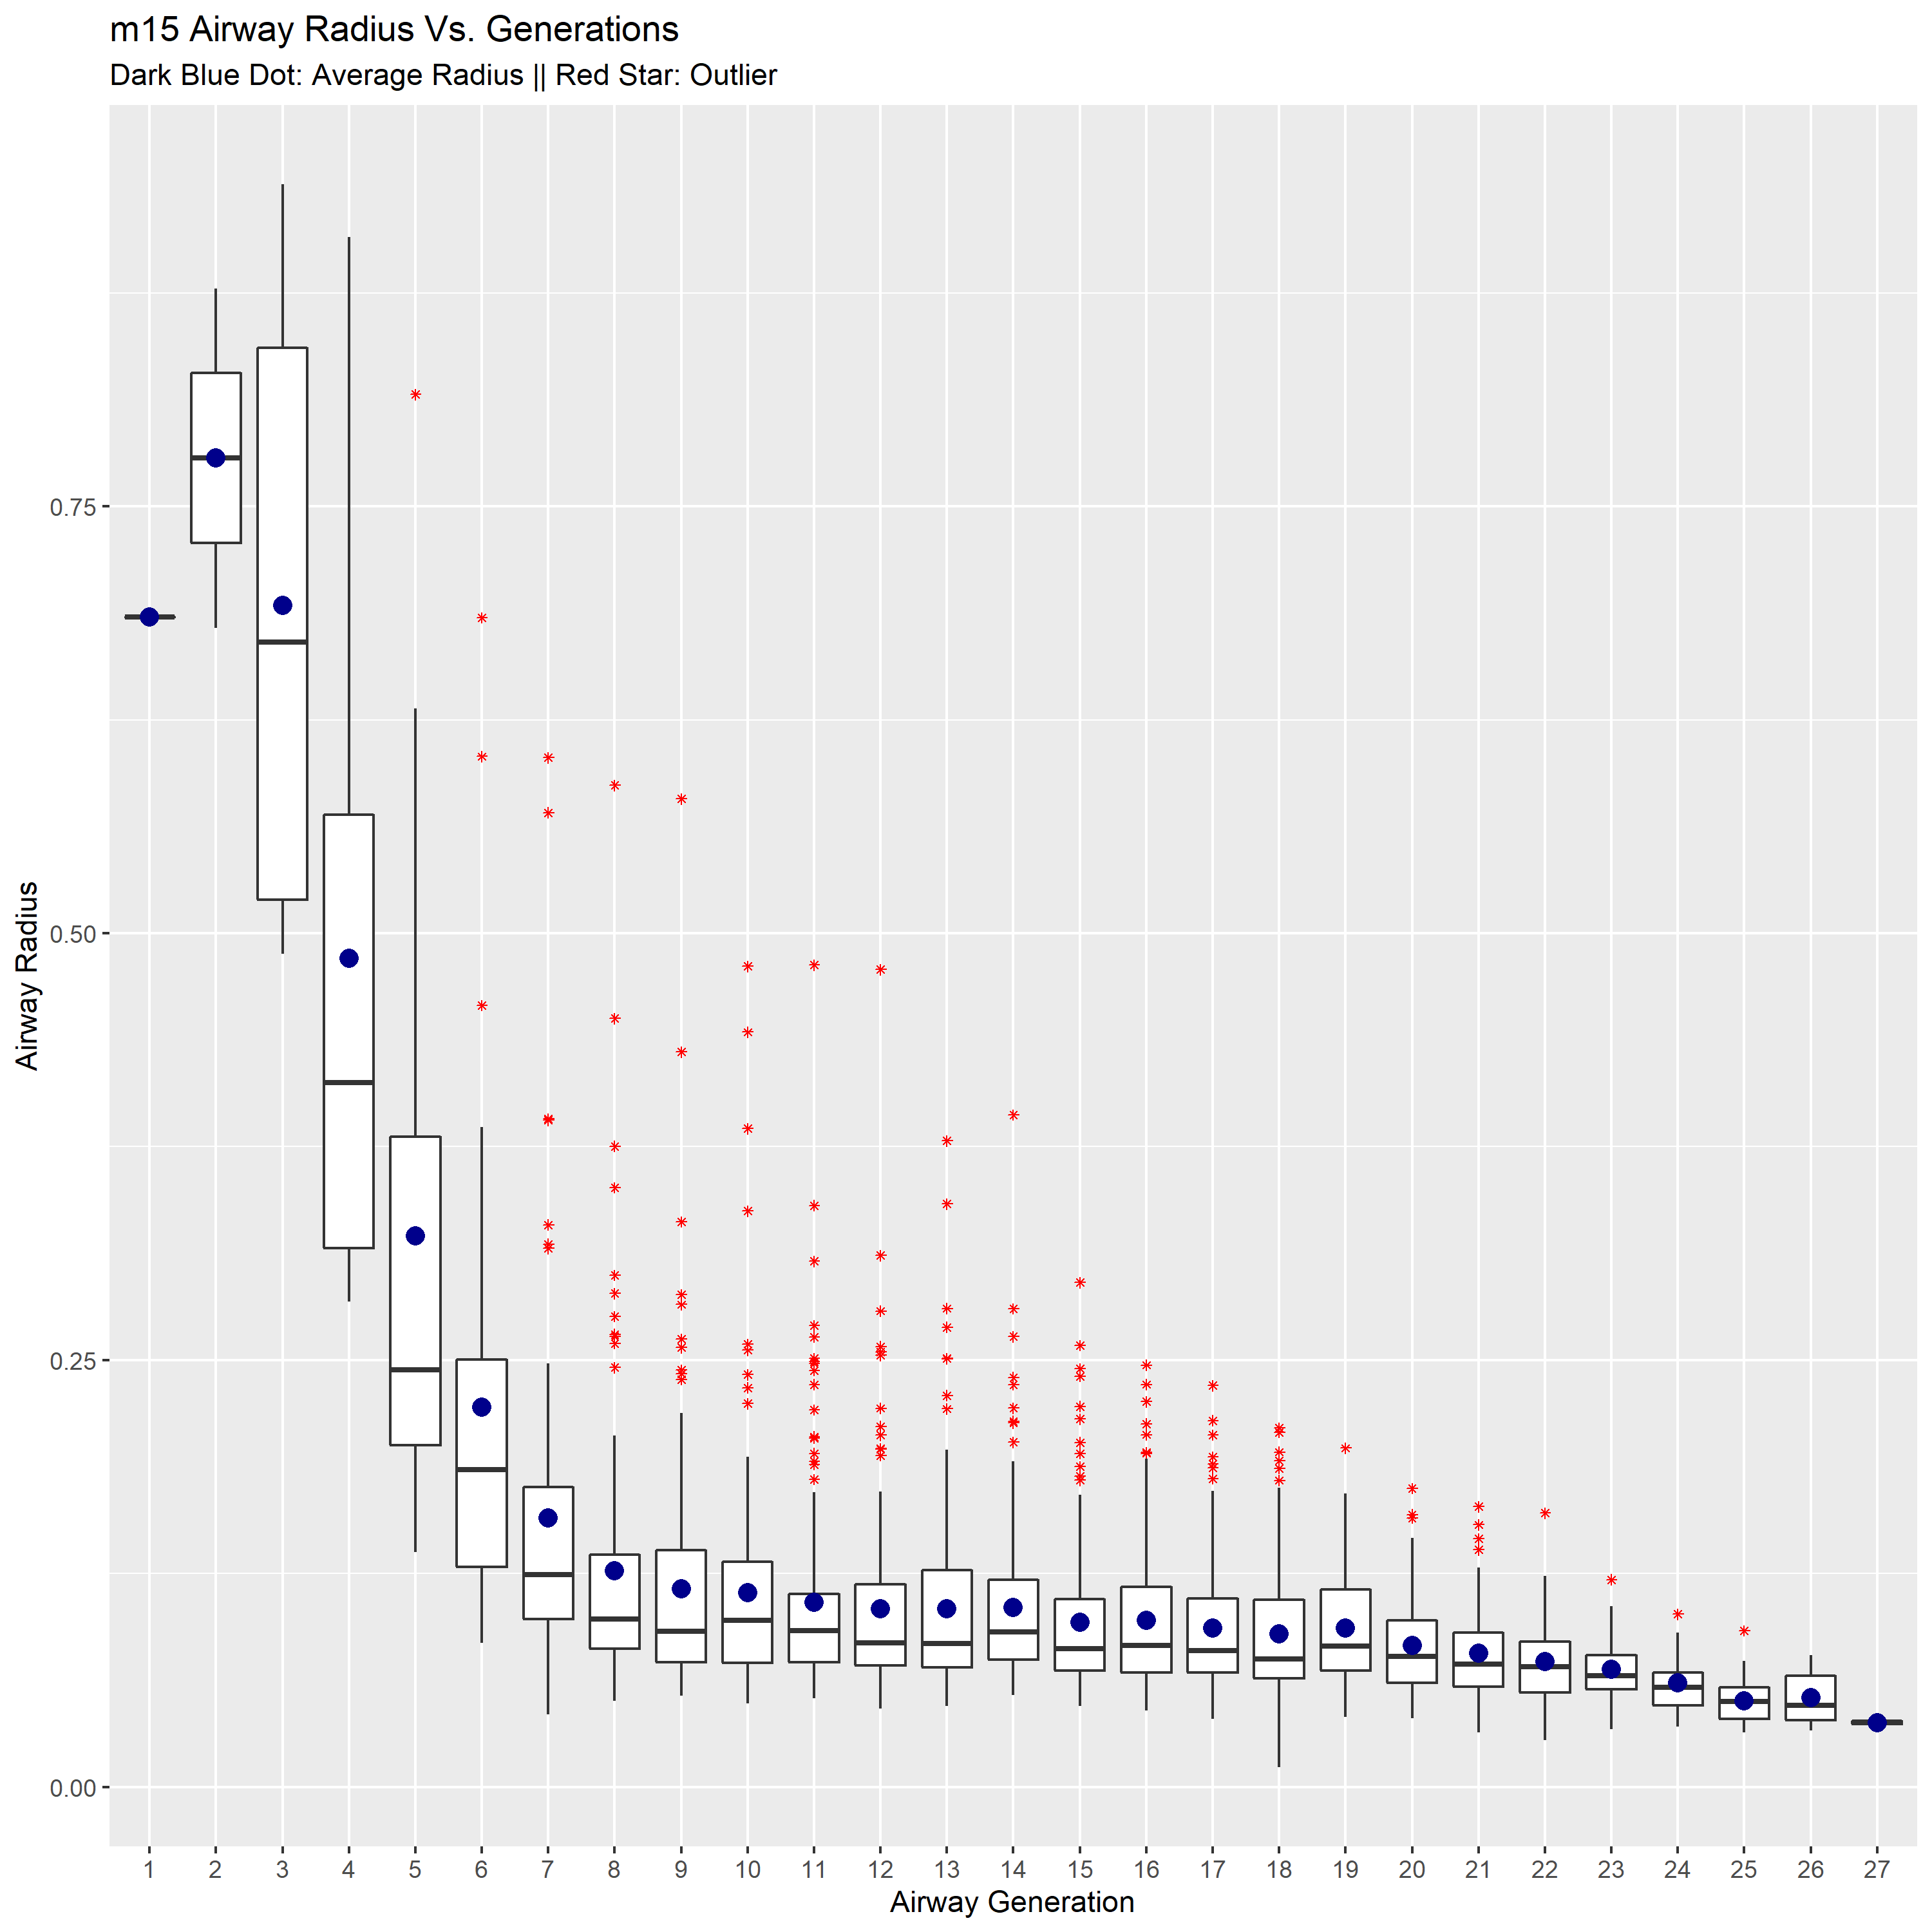 m15 Airway Radius Vs. Generations
Dark Blue Dot: Average Radius || Red Star: Outlier
Airway Radius
0.75
0.50
0.25
0.00
1 2 3 4 5 6 7 8 9 10 11 12 13 14 15 16 17 18 19 20 21 22 23 24 25 26 27
Airway Generation